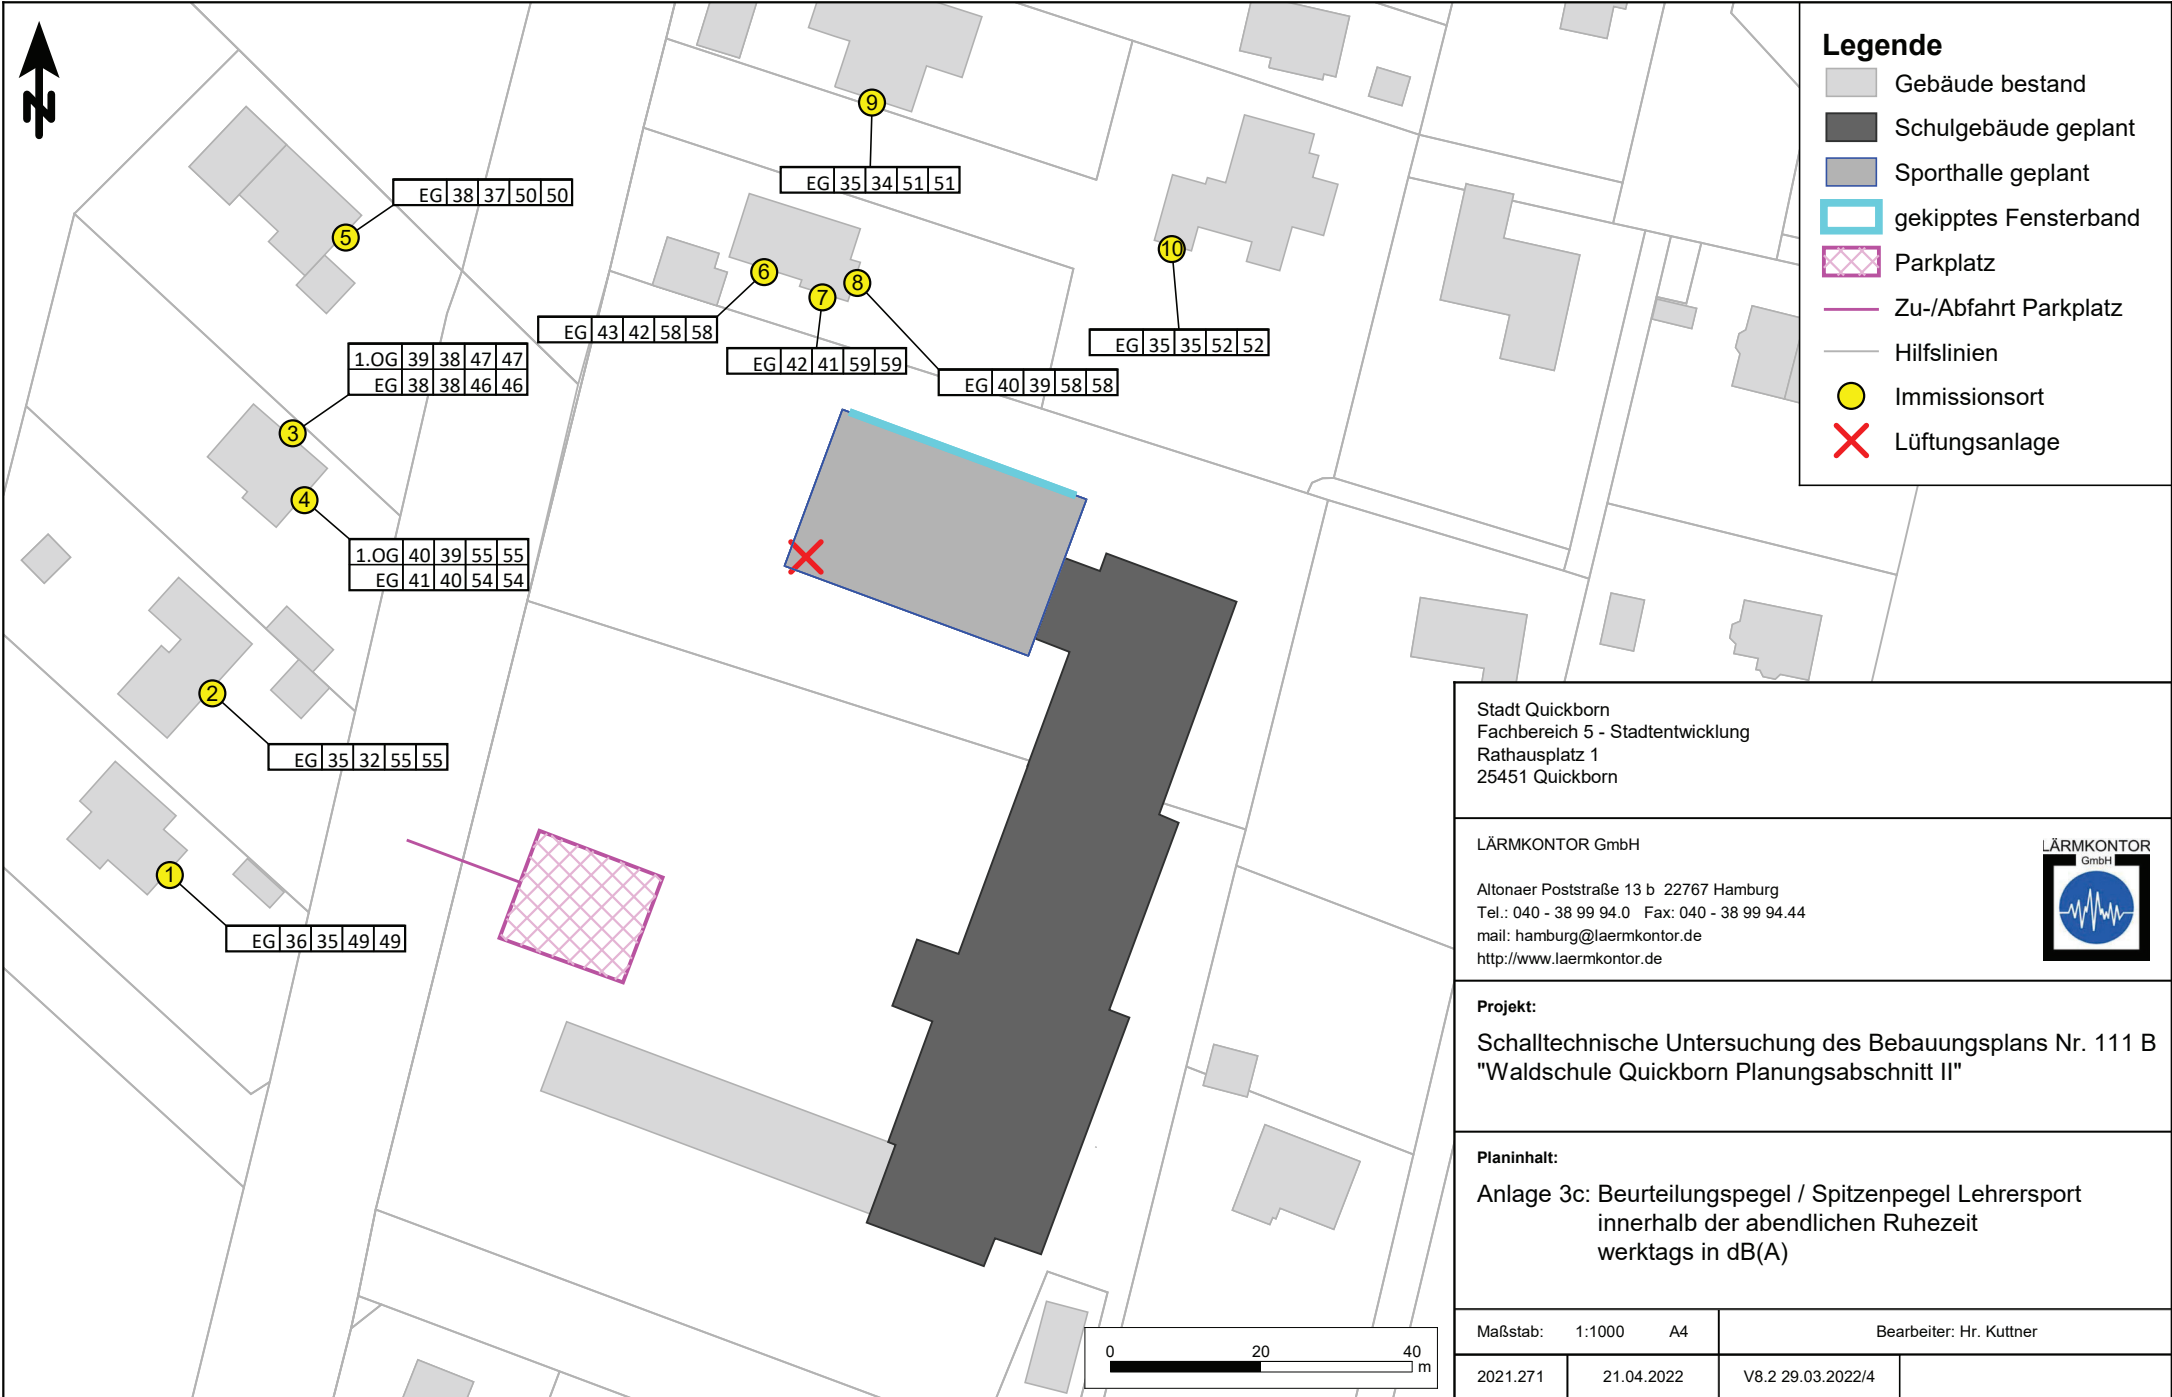 N
9
EG 35 34 51 51
EG 38 37 50 50
5
6
7
8
10
EG 43 42 58 58
EG 42 41 59 59
EG 40 39 58 58
EG 35 35 52 52
1.OG 39 38 47 47
EG 38 38 46 46
3
4
1.OG 40 39 55 55
EG 41 40 54 54
2
EG 35 32 55 55
1
EG 36 35 49 49
Legende
Gebäude bestand
Schulgebäude geplant
Sporthalle geplant
gekipptes Fensterband
Parkplatz
Zu-/Abfahrt Parkplatz
Hilfslinien
Immissionsort
Lüftungsanlage
Stadt Quickborn
Fachbereich 5 - Stadtentwicklung
Rathausplatz 1
25451 Quickborn
LÄRMKONTOR GmbH
Altonaer Poststraße 13 b 22767 Hamburg
Tel.: 040 - 38 99 94.0 Fax: 040 - 38 99 94.44
mail: hamburg@laermkontor.de
http://www.laermkontor.de
LÄRMKONTOR
GmbH
Projekt:
Schalltechnische Untersuchung des Bebauungsplans Nr. 111 B
"Waldschule Quickborn Planungsabschnitt II"
Planinhalt:
Anlage 3c: Beurteilungspegel / Spitzenpegel Lehrersport
innerhalb der abendlichen Ruhezeit
werktags in dB(A)
Maßstab: 1:1000 A4
Bearbeiter: Hr. Kuttner
2021.271
21.04.2022
V8.2 29.03.2022/4
0 20 40
m